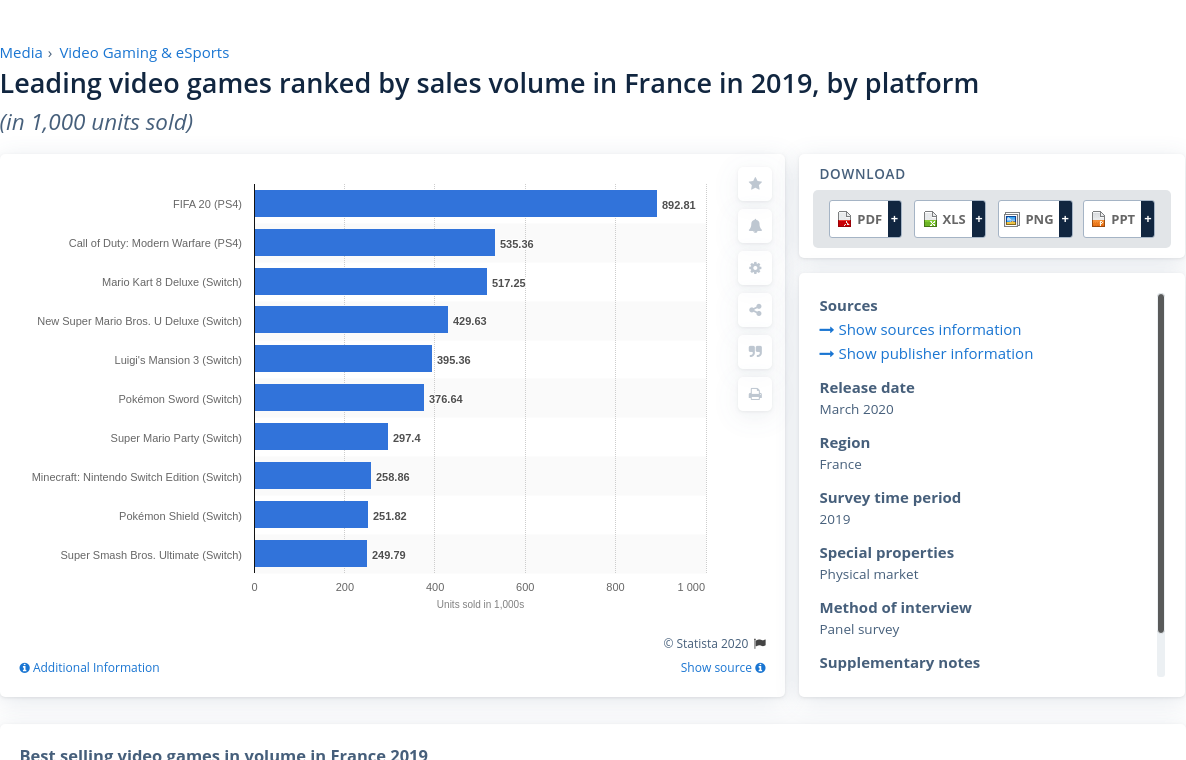 Media › Video Gaming & eSports
Leading video games ranked by sales volume in France in 2019, by platform
(in 1,000 units sold)
FIFA 20 (PS4) 892.81
Call of Duty: Modern Warfare (PS4) 535.36
Mario Kart 8 Deluxe (Switch) 517.25
New Super Mario Bros. U Deluxe (Switch) 429.63
Luigi's Mansion 3 (Switch) 395.36
Pokémon Sword (Switch) 376.64
Super Mario Party (Switch) 297.4
Minecraft: Nintendo Switch Edition (Switch) 258.86
Pokémon Shield (Switch) 251.82
Super Smash Bros. Ultimate (Switch) 249.79
0 200 400 600 800 1 000
Units sold in 1,000s
© Statista 2020
Additional Information
Show source
DOWNLOAD
PDF + XLS + PNG + PPT +
Sources
Show sources information
Show publisher information
Release date
March 2020
Region
France
Survey time period
2019
Special properties
Physical market
Method of interview
Panel survey
Supplementary notes
Best selling video games in volume in France 2019